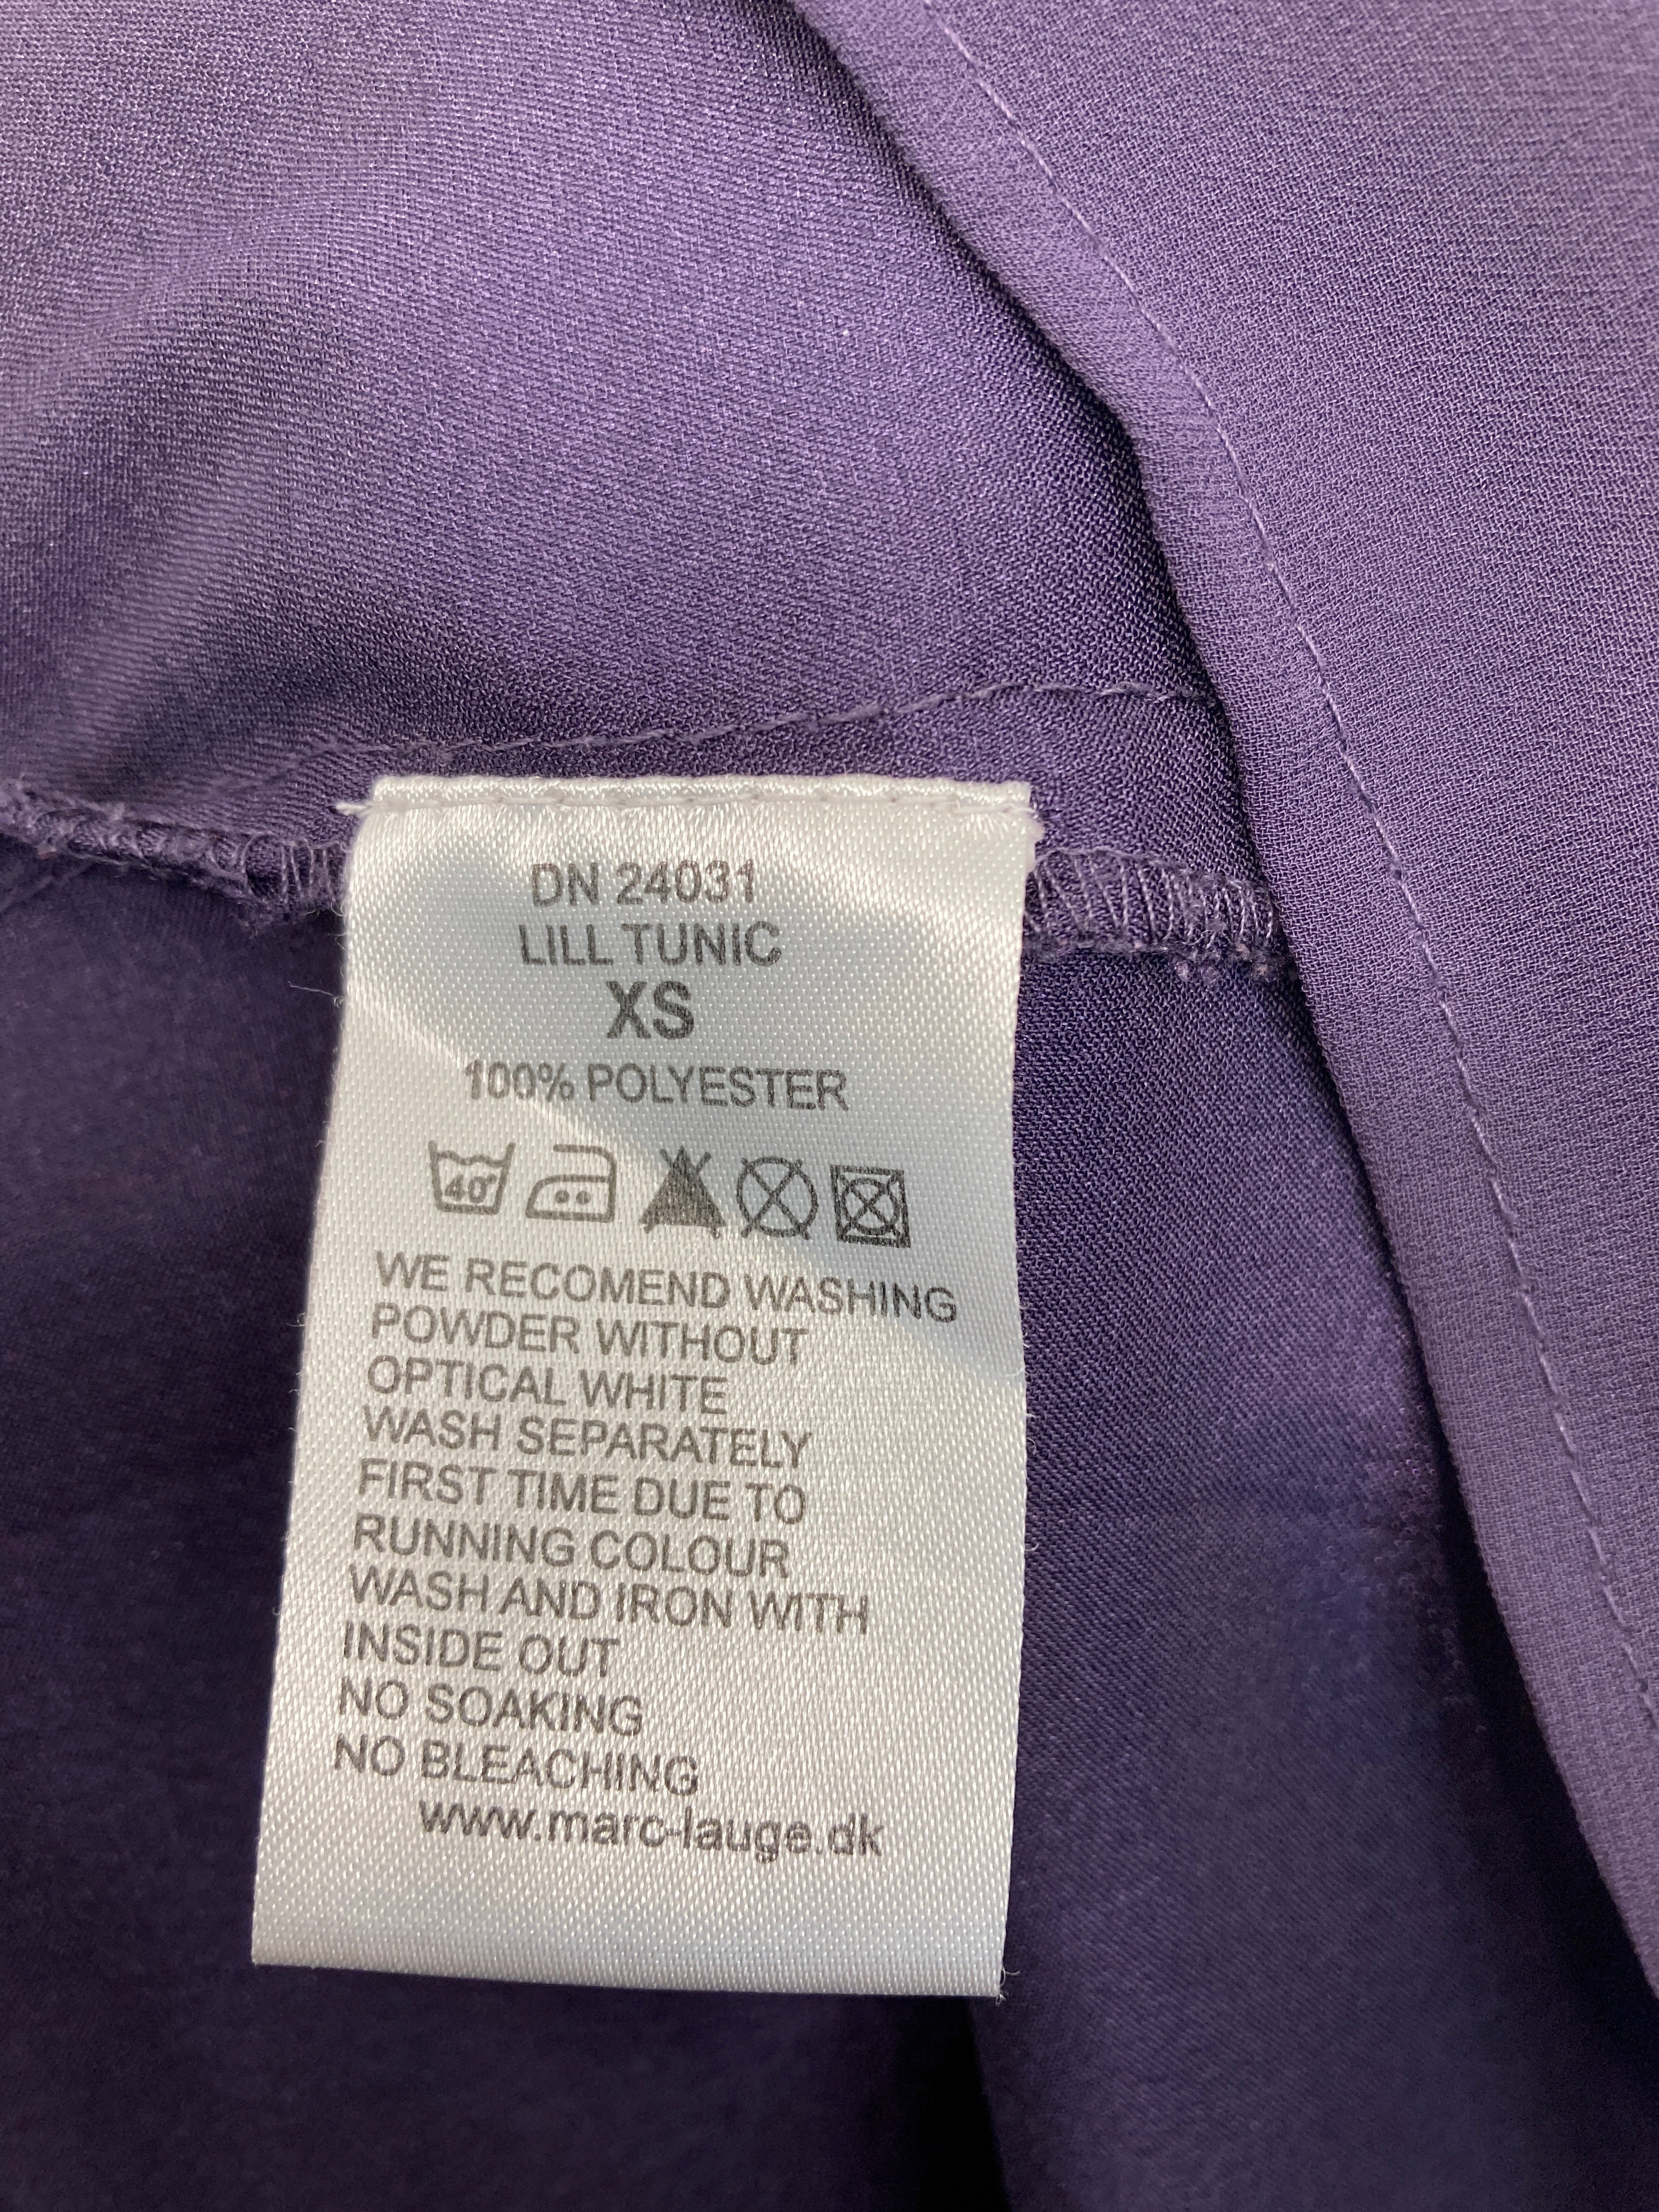 DN 24031
LILL TUNIC
XS
100% POLYESTER
40°
WE RECOMEND WASHING
POWDER WITHOUT
OPTICAL WHITE
WASH SEPARATELY
FIRST TIME DUE TO
RUNNING COLOUR
WASH AND IRON WITH
INSIDE OUT
NO SOAKING
NO BLEACHING
www.marc-lauge.dk